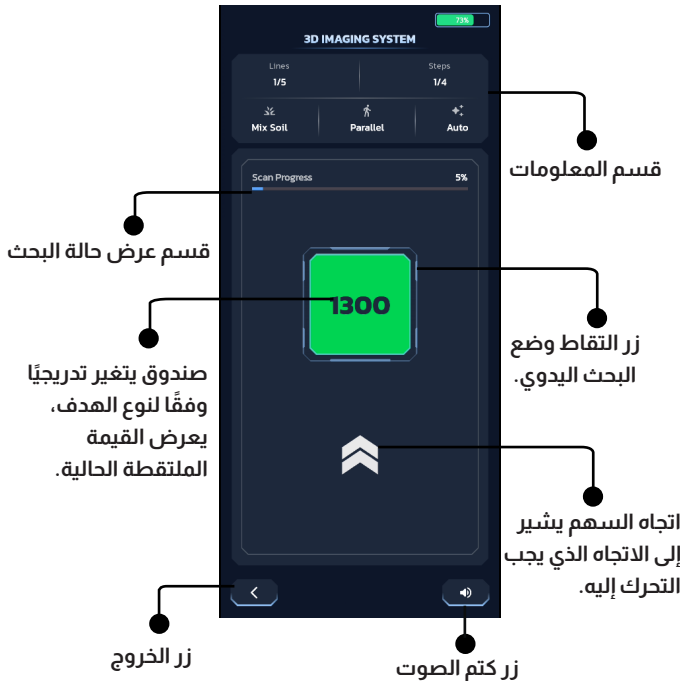 73%
3D IMAGING SYSTEM
Lines
1/5
Steps
1/4
Mix Soil
Parallel
Auto
قسم المعلومات
Scan Progress
5%
قسم عرض حالة البحث
1300
زر التقاط وضع
البحث اليدوي.
صندوق يتغير تدريجيًا
وفقًا لنوع الهدف،
يعرض القيمة
الملتقطة الحالية.
اتجاه السهم يشير
إلى الاتجاه الذي يجب
التحرك إليه.
زر الخروج
زر كتم الصوت